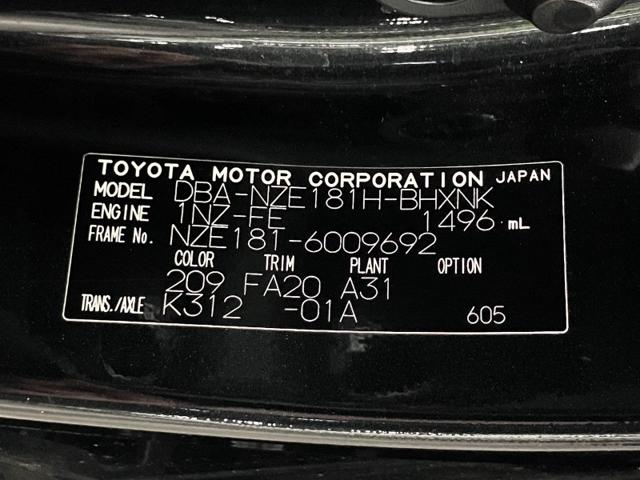 TOYOTA MOTOR CORPORATION JAPAN
MODEL DBA-NZE181H-BHXNK
ENGINE 1NZ-FE 1496 mL
FRAME No. NZE181-6009692
COLOR TRIM PLANT OPTION
209 FA20 A31
TRANS./AXLE K312 -01A 605